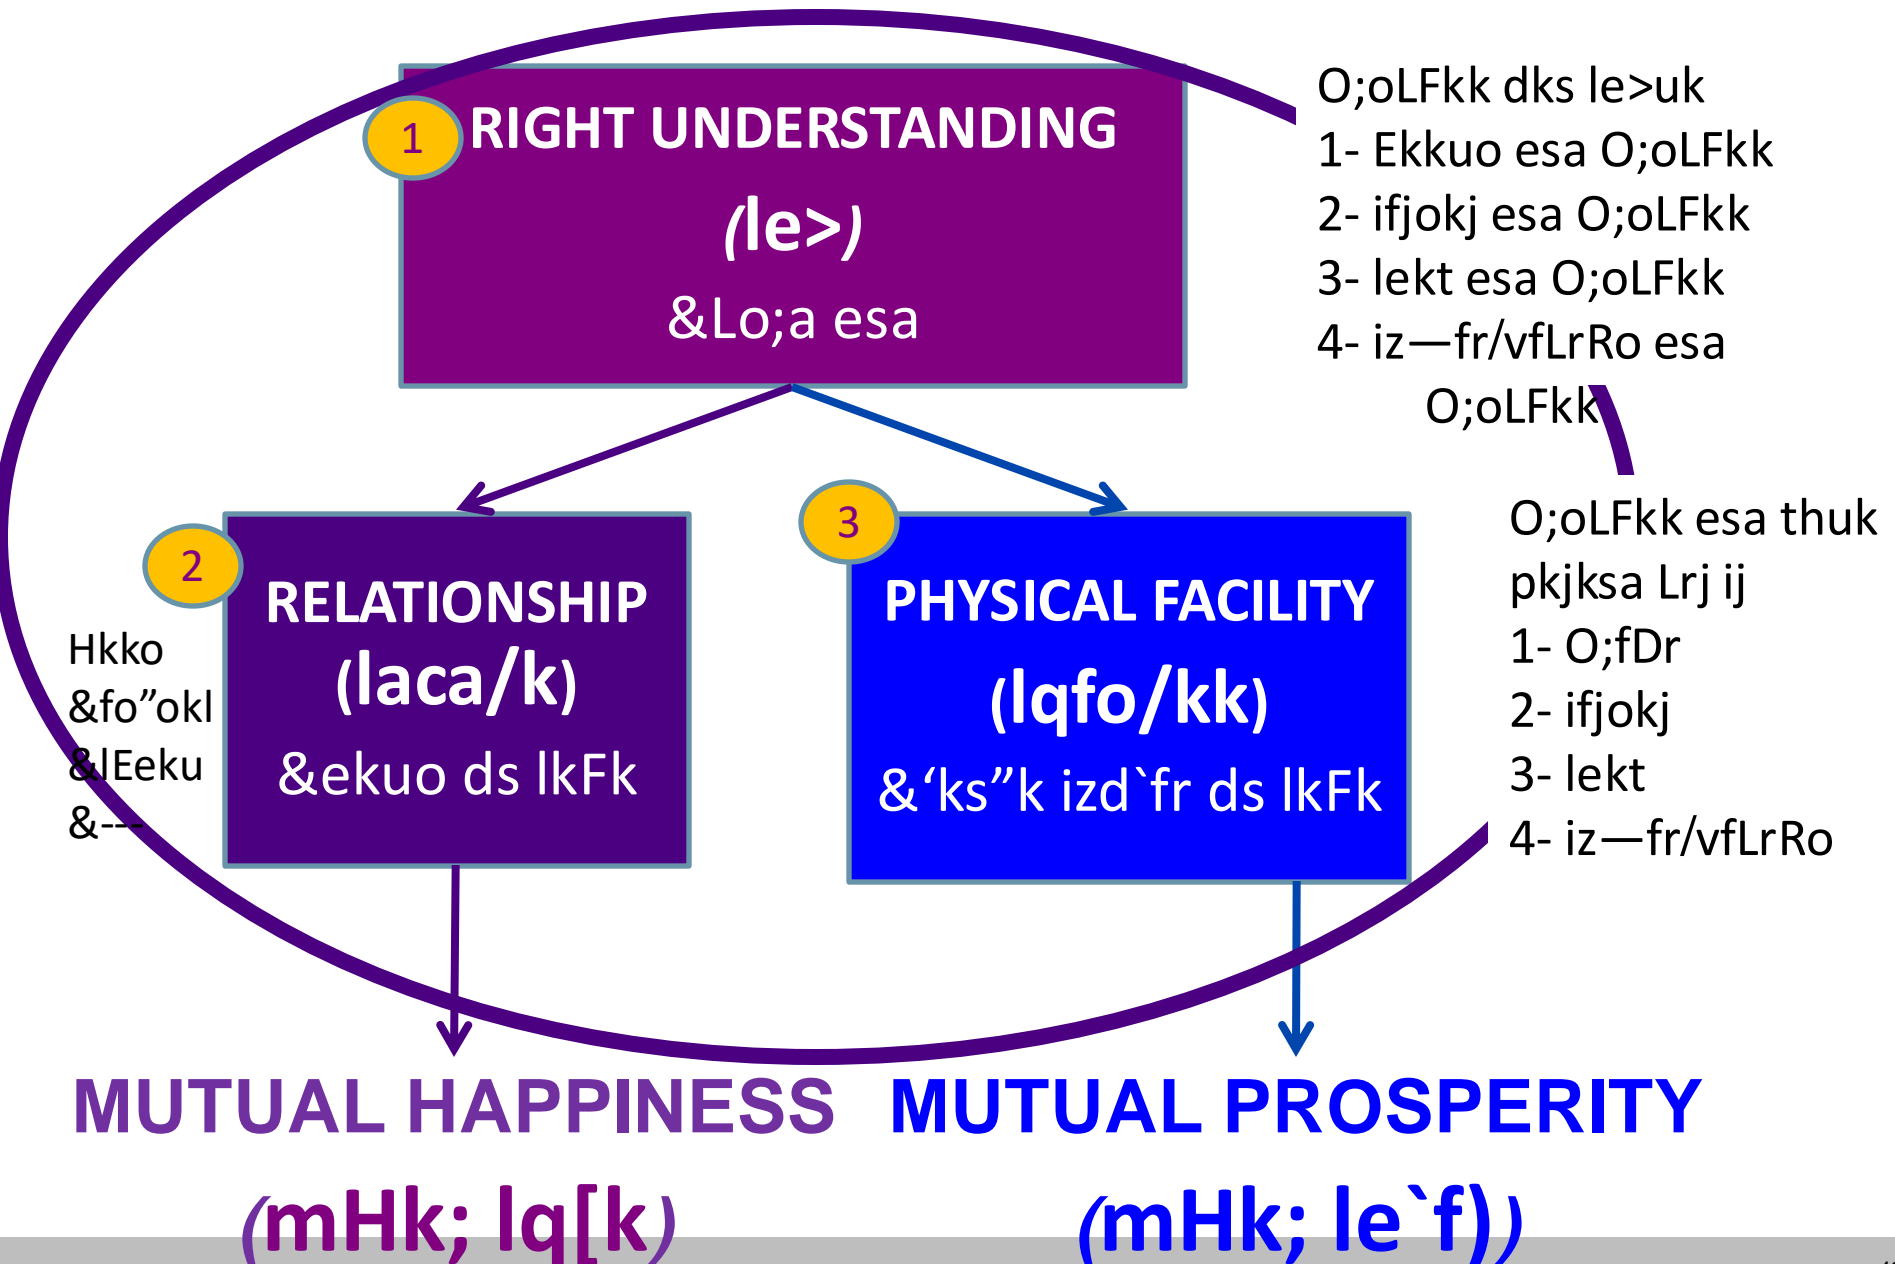 1
RIGHT UNDERSTANDING
(le>)
&Lo;a esa
O;oLFkk dks le>uk
1- Ekkuo esa O;oLFkk
2- ifjokj esa O;oLFkk
3- lekt esa O;oLFkk
4- iz—fr/vfLrRo esa
O;oLFkk
2
RELATIONSHIP
(laca/k)
&ekuo ds lkFk
Hkko
&fo”okl
&lEeku
&---
3
PHYSICAL FACILITY
(lqfo/kk)
&‘ks”k izd`fr ds lkFk
O;oLFkk esa thuk
pkjksa Lrj ij
1- O;fDr
2- ifjokj
3- lekt
4- iz—fr/vfLrRo
MUTUAL HAPPINESS
(mHk; lq[k)
MUTUAL PROSPERITY
(mHk; le`f))